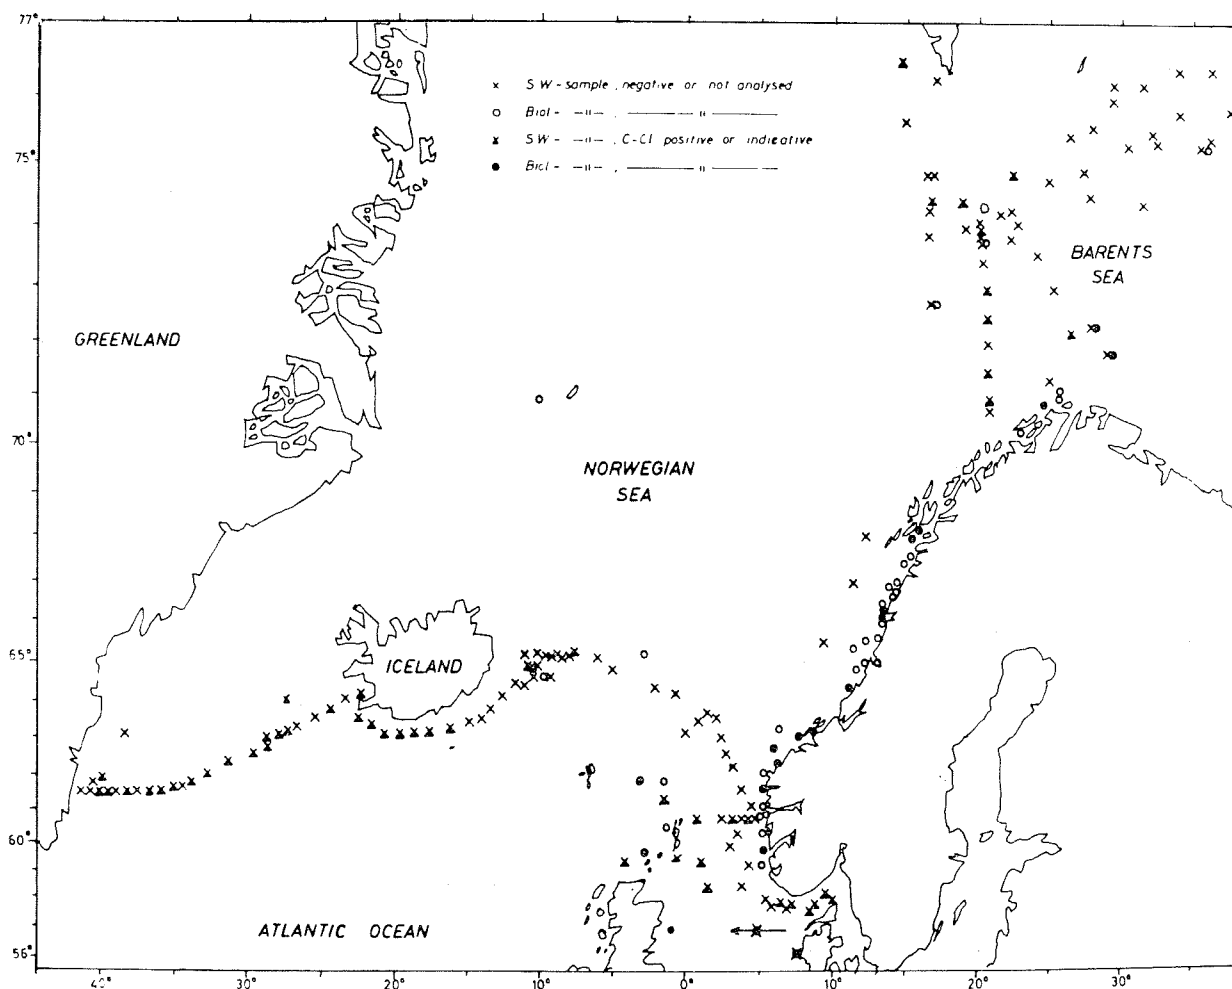 77°
75°
70°
65°
60°
56°
× SW - sample , negative or not analysed
○ Biol - —"— , ———— " ————
SW - —"— , C-Cl positive or indicative
● Biol - —"— , ———— " ————
GREENLAND
BARENTS
SEA
NORWEGIAN
SEA
ICELAND
ATLANTIC OCEAN
40° 30° 20° 10° 0° 10° 20° 30°